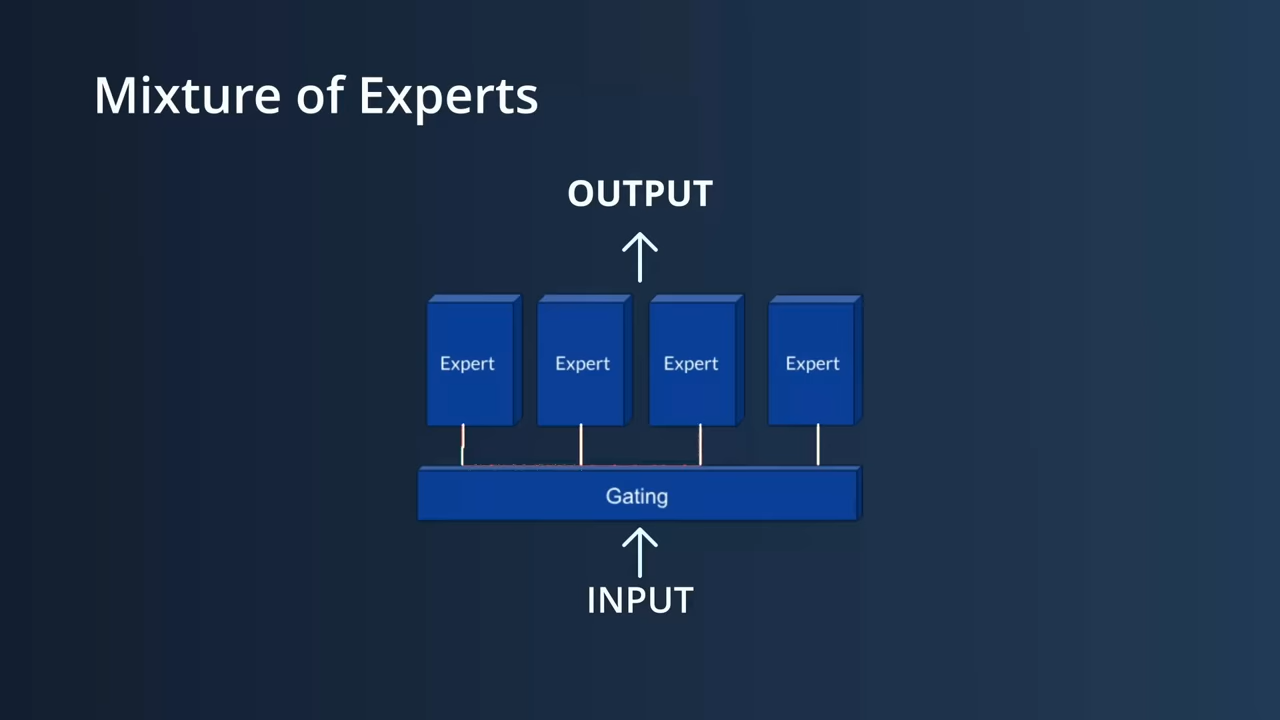 Mixture of Experts
OUTPUT
Expert Expert Expert Expert
Gating
INPUT